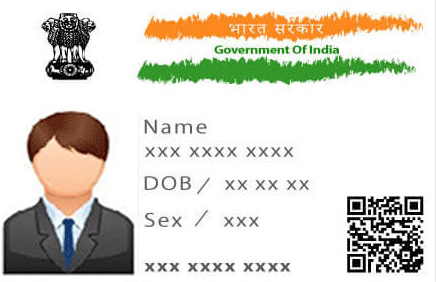 भारत सरकार
Government Of India
Name
xxx xxxx xxxx
DOB / xx xx xx
Sex / xxx
xxx xxxx xxxx